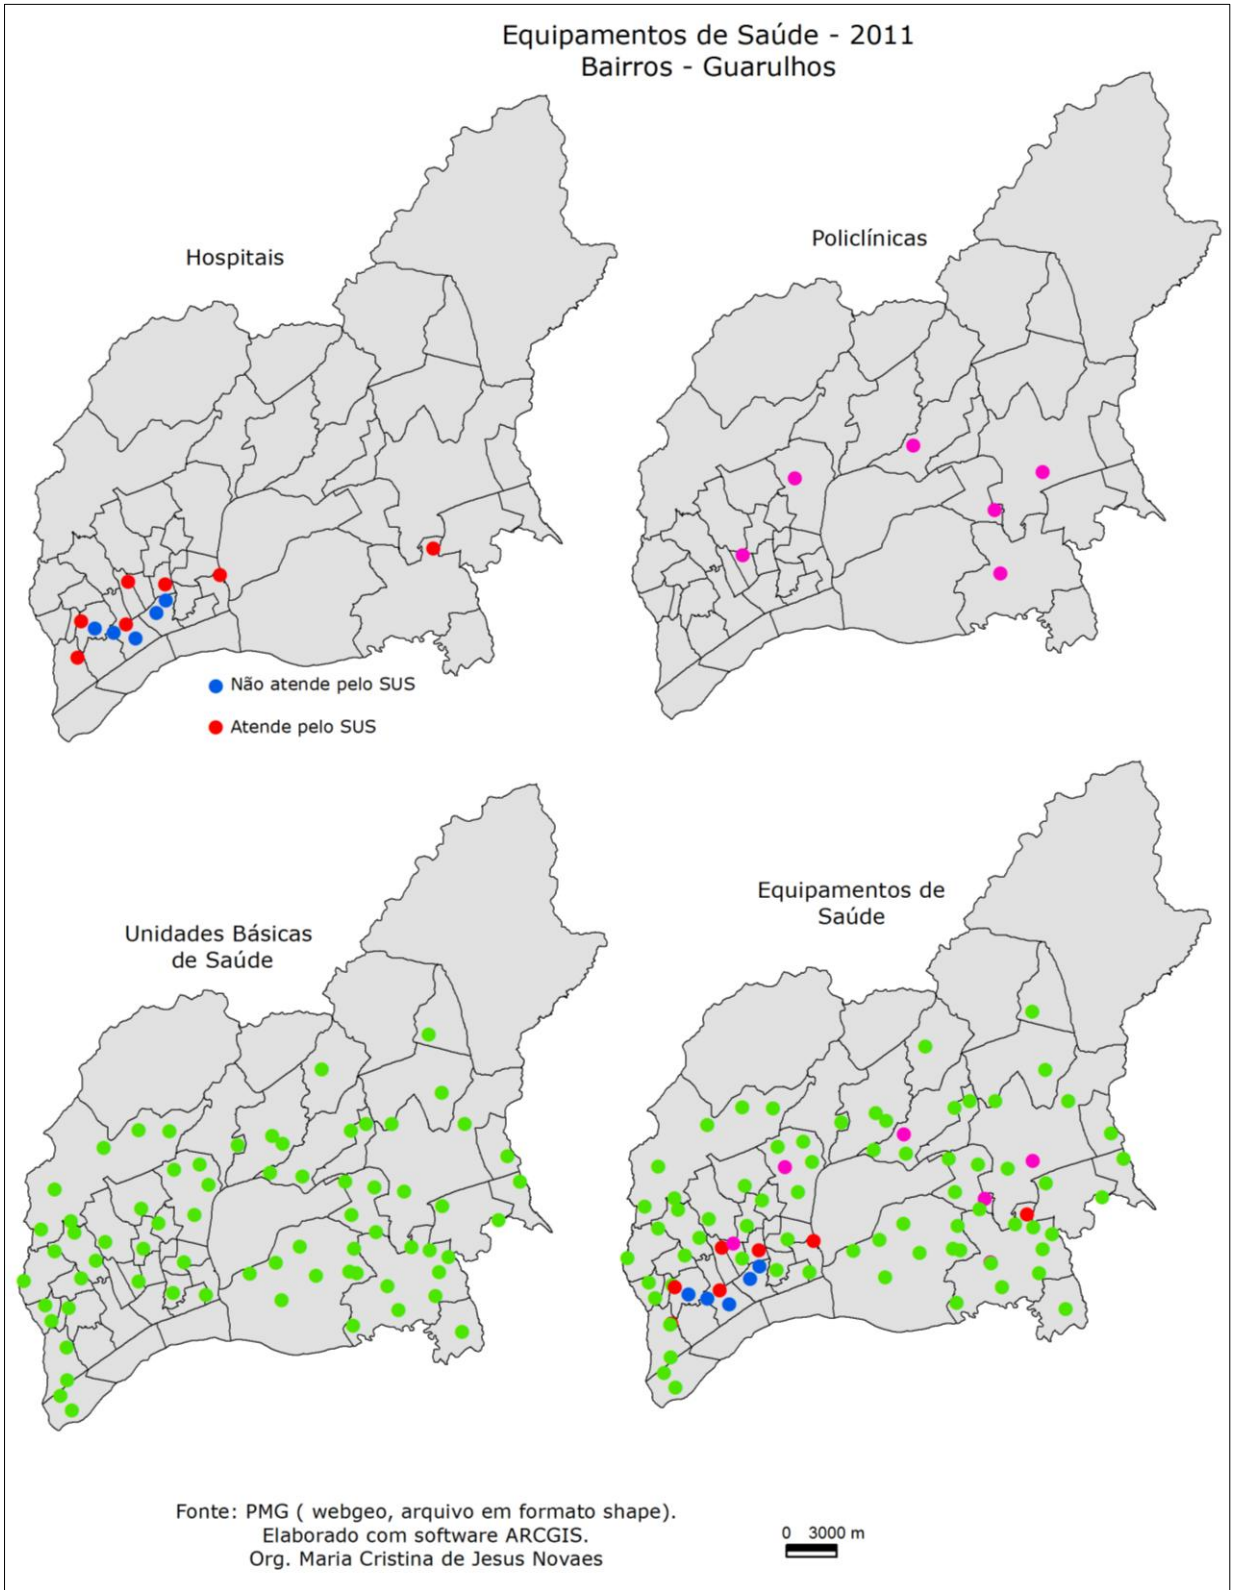 Equipamentos de Saúde - 2011
Bairros - Guarulhos
Hospitais
Policlínicas
Não atende pelo SUS
Atende pelo SUS
Unidades Básicas
de Saúde
Equipamentos de
Saúde
Fonte: PMG ( webgeo, arquivo em formato shape).
Elaborado com software ARCGIS.
Org. Maria Cristina de Jesus Novaes
0 3000 m